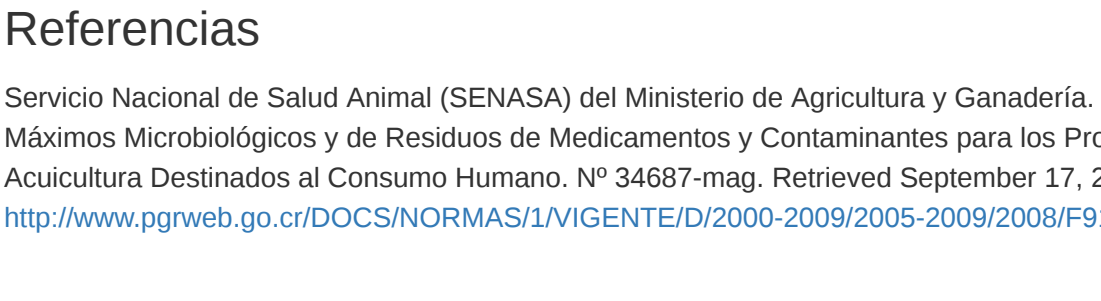 Referencias
Servicio Nacional de Salud Animal (SENASA) del Ministerio de Agricultura y Ganadería.
Máximos Microbiológicos y de Residuos de Medicamentos y Contaminantes para los
Acuicultura Destinados al Consumo Humano. Nº 34687-mag. Retrieved September 17,
http://www.pgrweb.go.cr/DOCS/NORMAS/1/VIGENTE/D/2000-2009/2005-2009/2008/F9